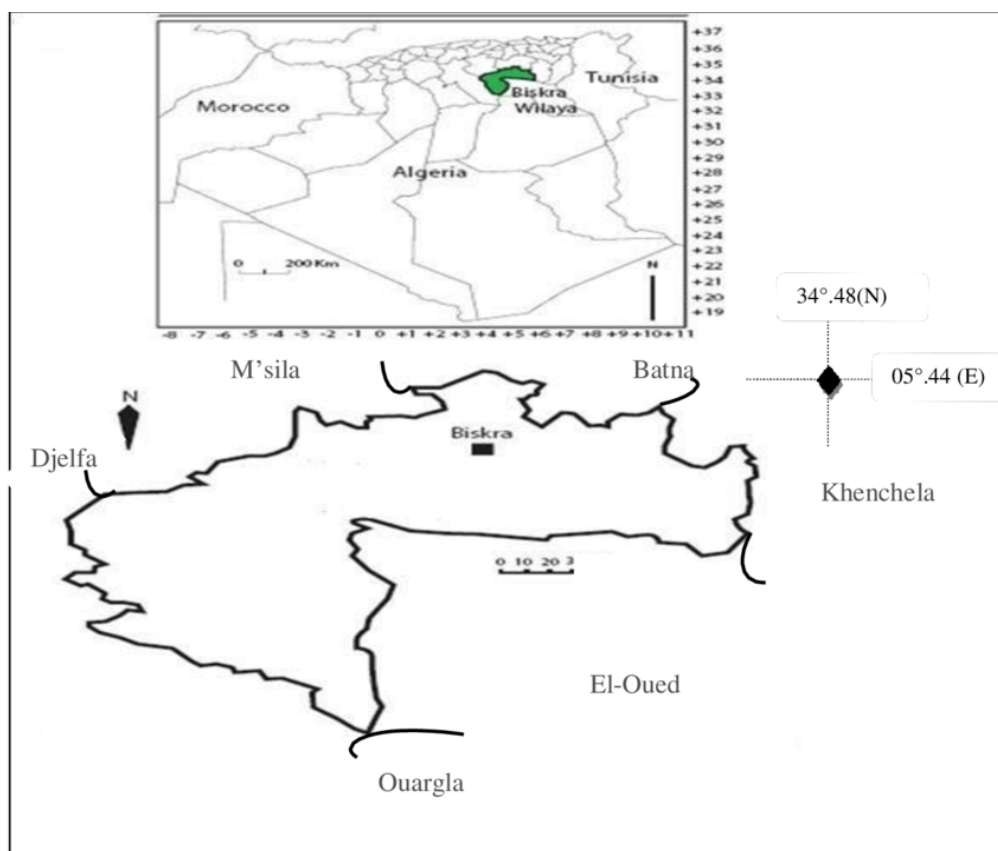 +37
+36
+35
+34
+33
+32
+31
+30
+29
+28
+27
+26
+25
+24
+23
+22
+21
+20
+19
Tunisia
Biskra
Wilaya
Morocco
Algeria
0 200 Km
N
-8 -7 -6 -5 -4 -3 -2 -1 0 +1 +2 +3 +4 +5 +6 +7 +8 +9 +10 +11
34°.48(N)
05°.44 (E)
M’sila
Batna
N
Biskra
Djelfa
Khenchela
0 10 20 3
El-Oued
Ouargla